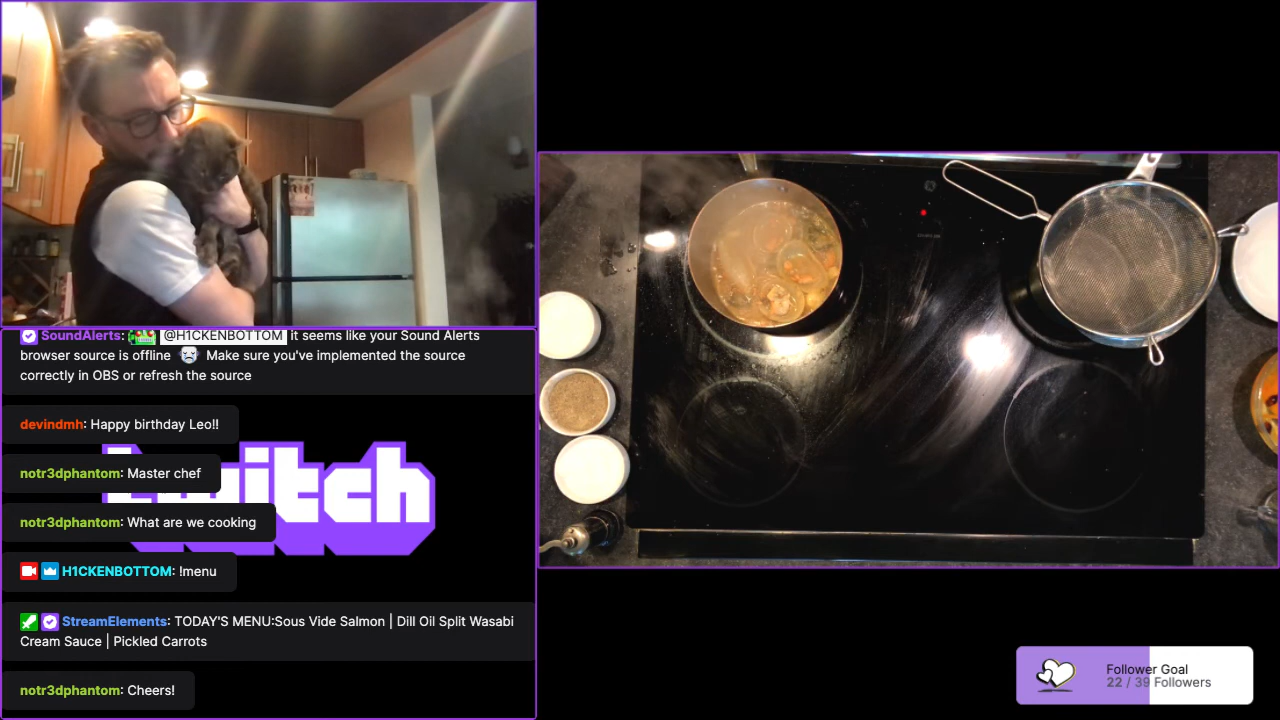 SoundAlerts: @H1CKENBOTTOM it seems like your Sound Alerts
browser source is offline Make sure you've implemented the source
correctly in OBS or refresh the source
devindmh: Happy birthday Leo!!
notr3dphantom: Master chef
twitch
notr3dphantom: What are we cooking
H1CKENBOTTOM: !menu
StreamElements: TODAY'S MENU:Sous Vide Salmon | Dill Oil Split Wasabi
Cream Sauce | Pickled Carrots
notr3dphantom: Cheers!
Follower Goal
22 / 39 Followers